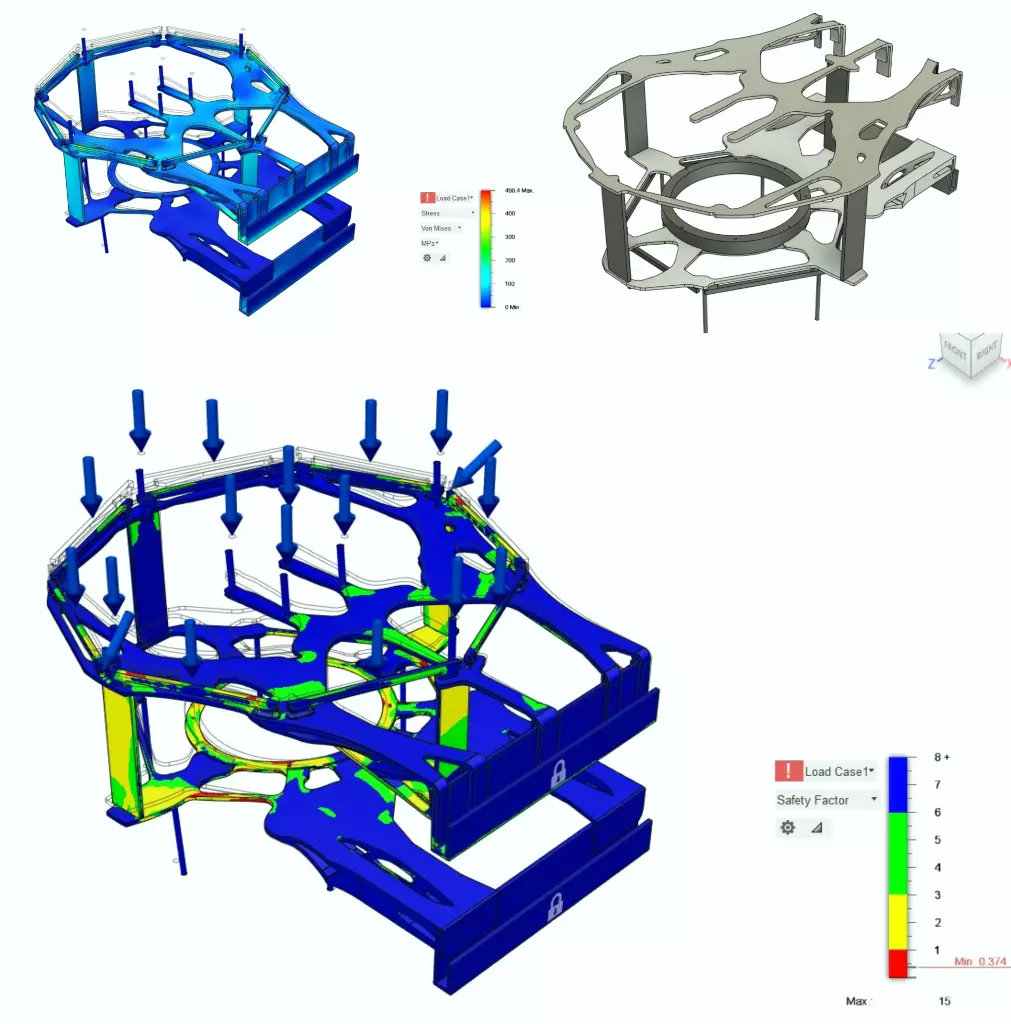 ! Load Case1
498.4 Max.
Stress
400
Von Mises
300
MPa
200
100
0 Min.
FRONT
RIGHT
Z
X
! Load Case1
Safety Factor
8 +
7
6
5
4
3
2
1
Min 0.374
Max.: 15